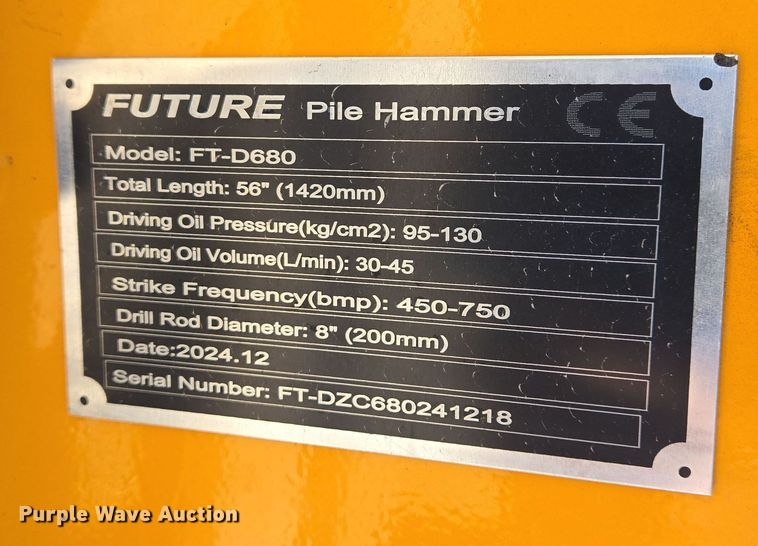 FUTURE Pile Hammer CE
Model: FT-D680
Total Length: 56" (1420mm)
Driving Oil Pressure(kg/cm2): 95-130
Driving Oil Volume(L/min): 30-45
Strike Frequency(bmp): 450-750
Drill Rod Diameter: 8" (200mm)
Date:2024.12
Serial Number: FT-DZC680241218
Purple Wave Auction